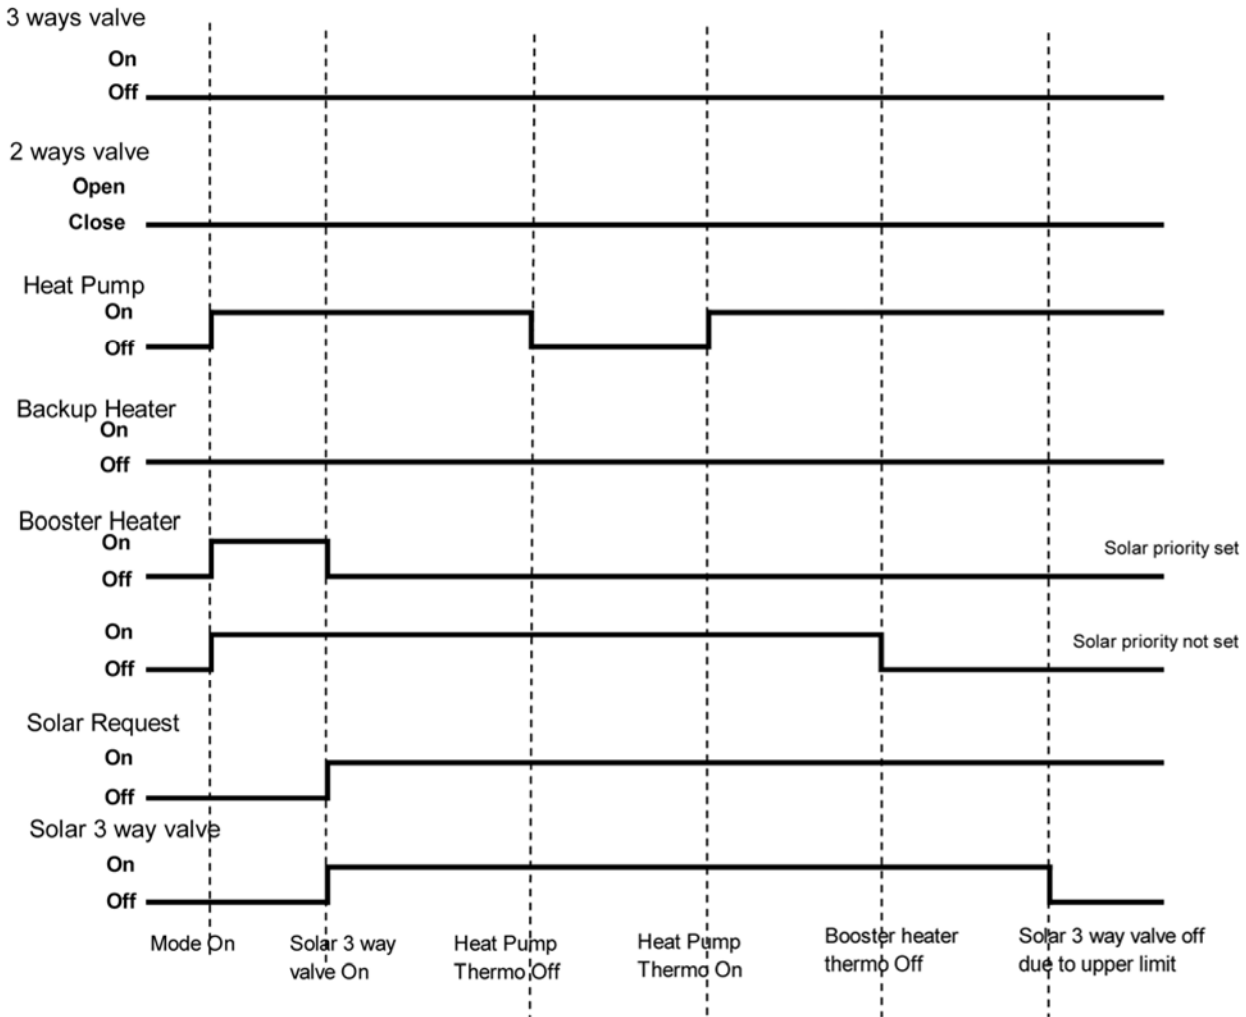 3 ways valve
On
Off
2 ways valve
Open
Close
Heat Pump
On
Off
Backup Heater
On
Off
Booster Heater
On
Solar priority set
Off
On
Solar priority not set
Off
Solar Request
On
Off
Solar 3 way valve
On
Off
Mode On
Solar 3 way
valve On
Heat Pump
Thermo Off
Heat Pump
Thermo On
Booster heater
thermo Off
Solar 3 way valve off
due to upper limit